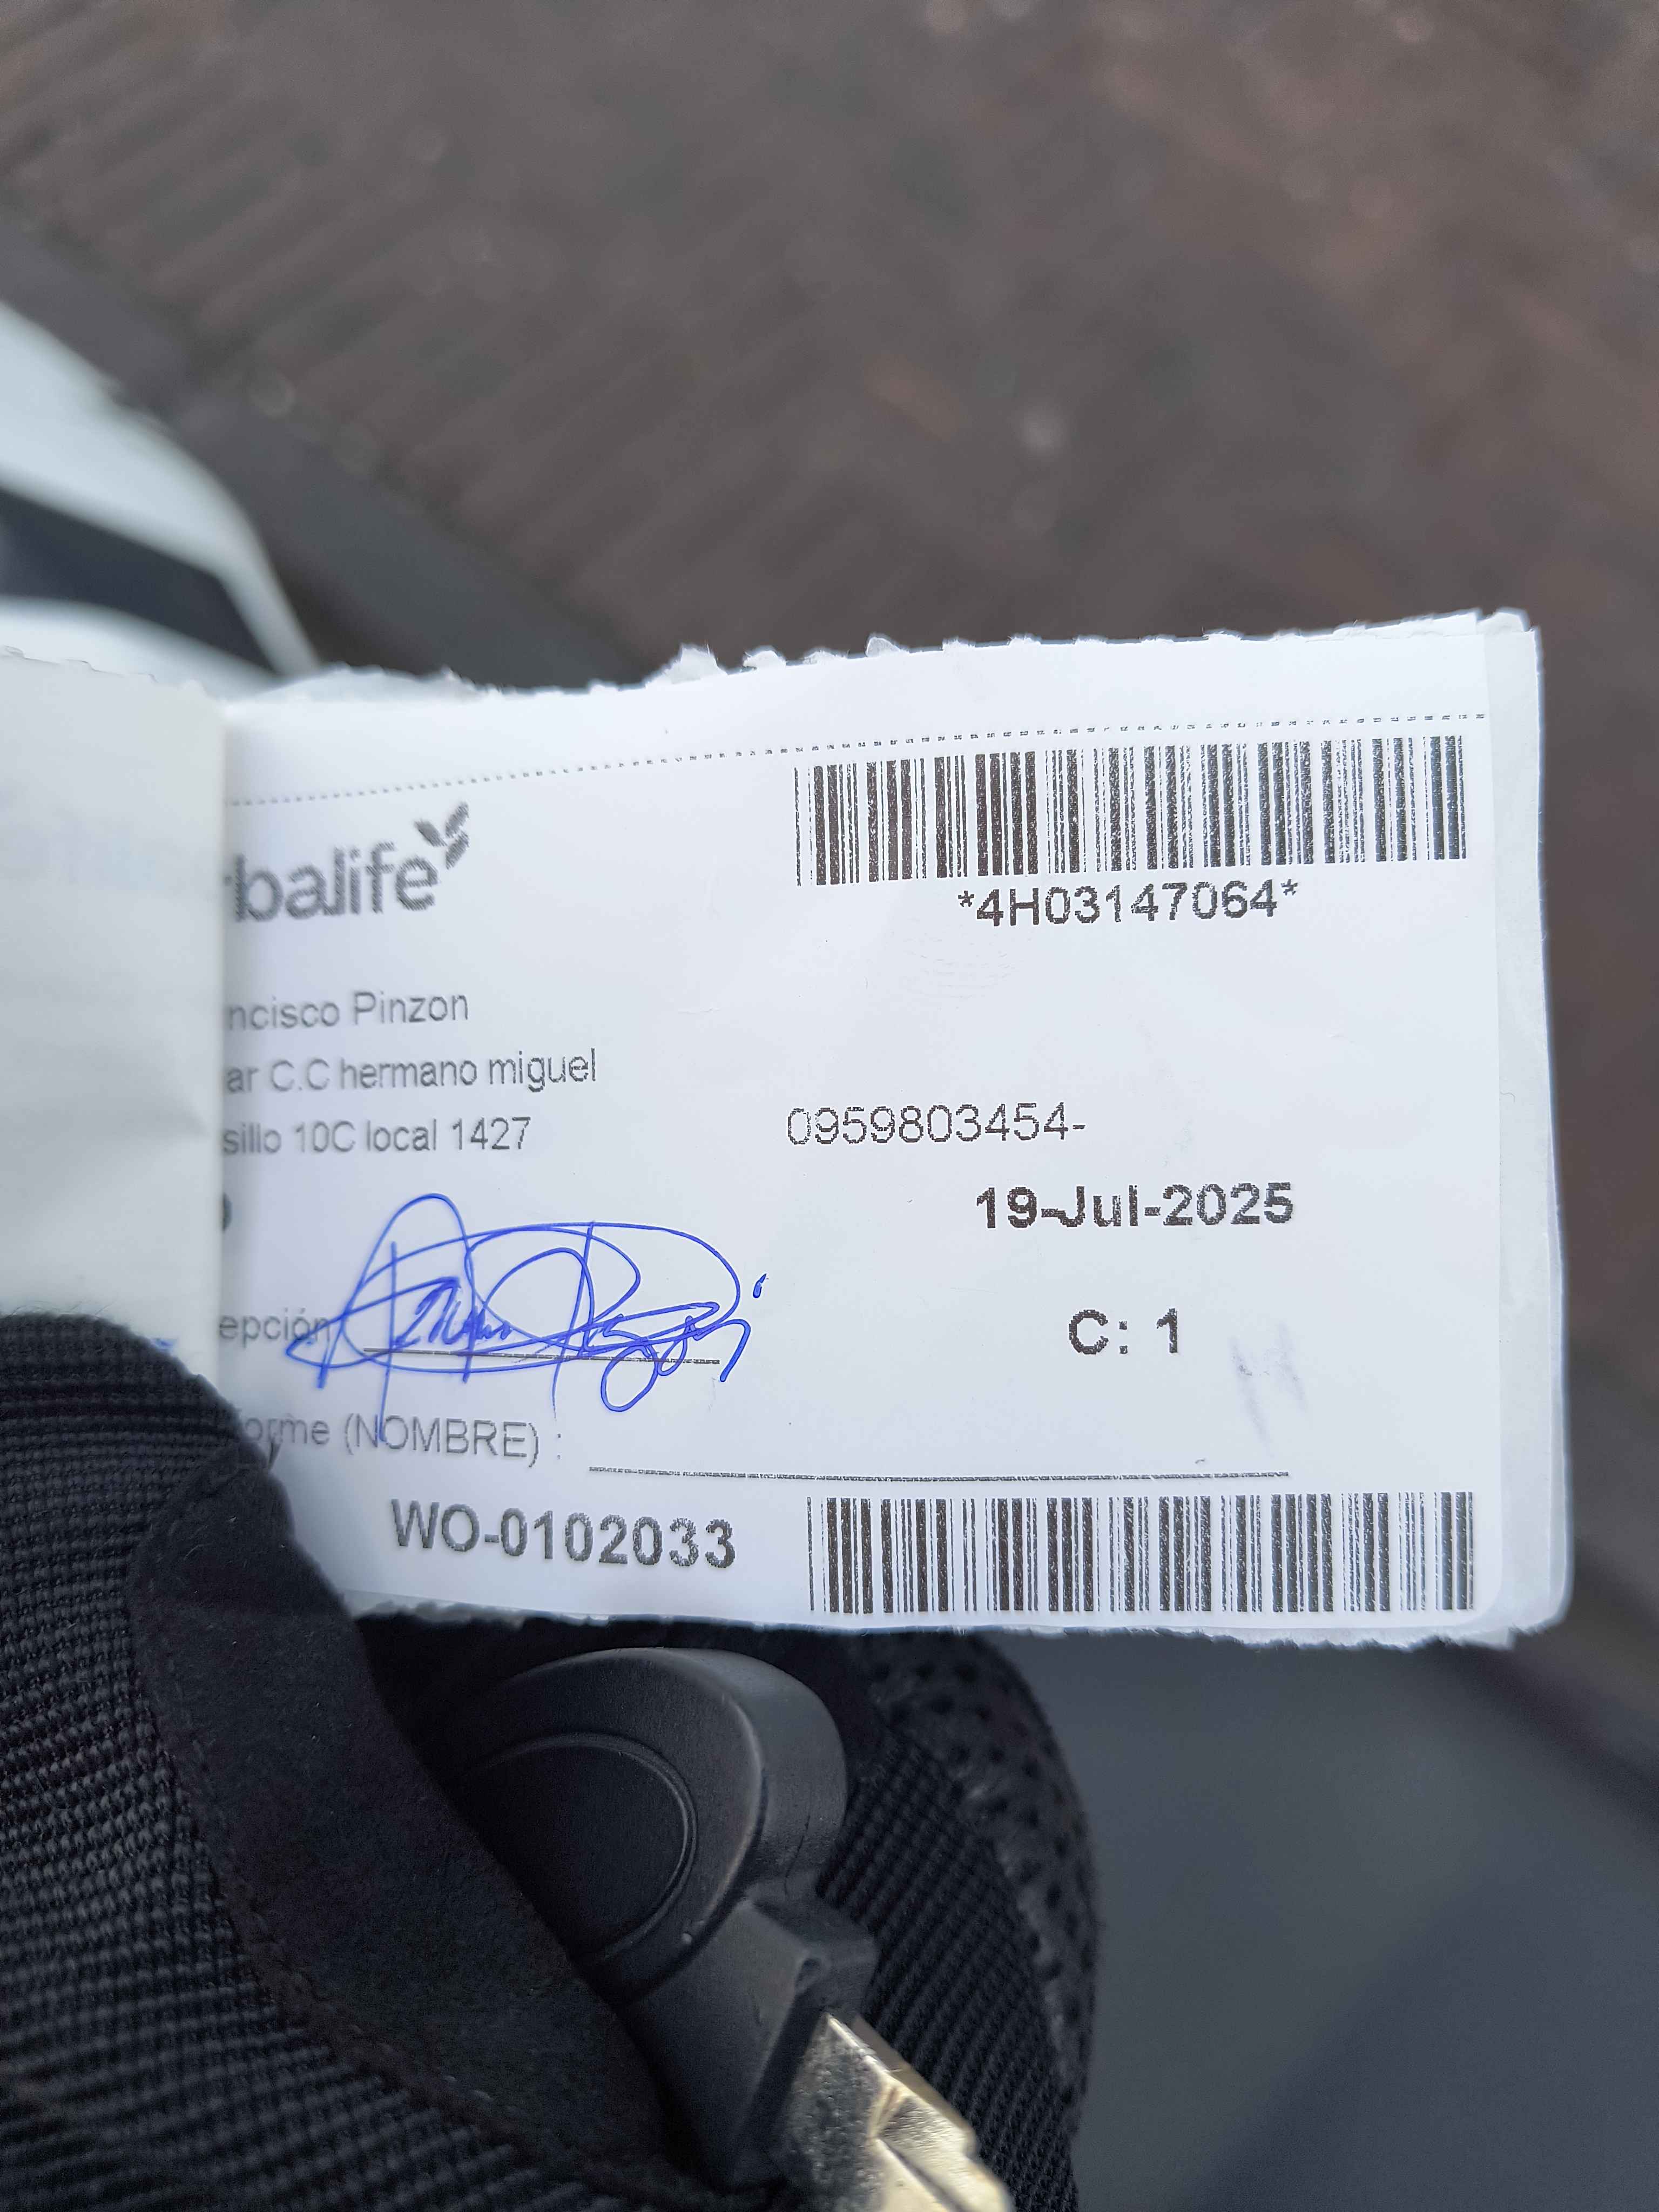 balife
*4H03147064*
ncisco Pinzon
ar C.C hermano miguel
sillo 10C local 1427
0959803454-
19-Jul-2025
epción
C: 1
orme (NOMBRE) :
WO-0102033